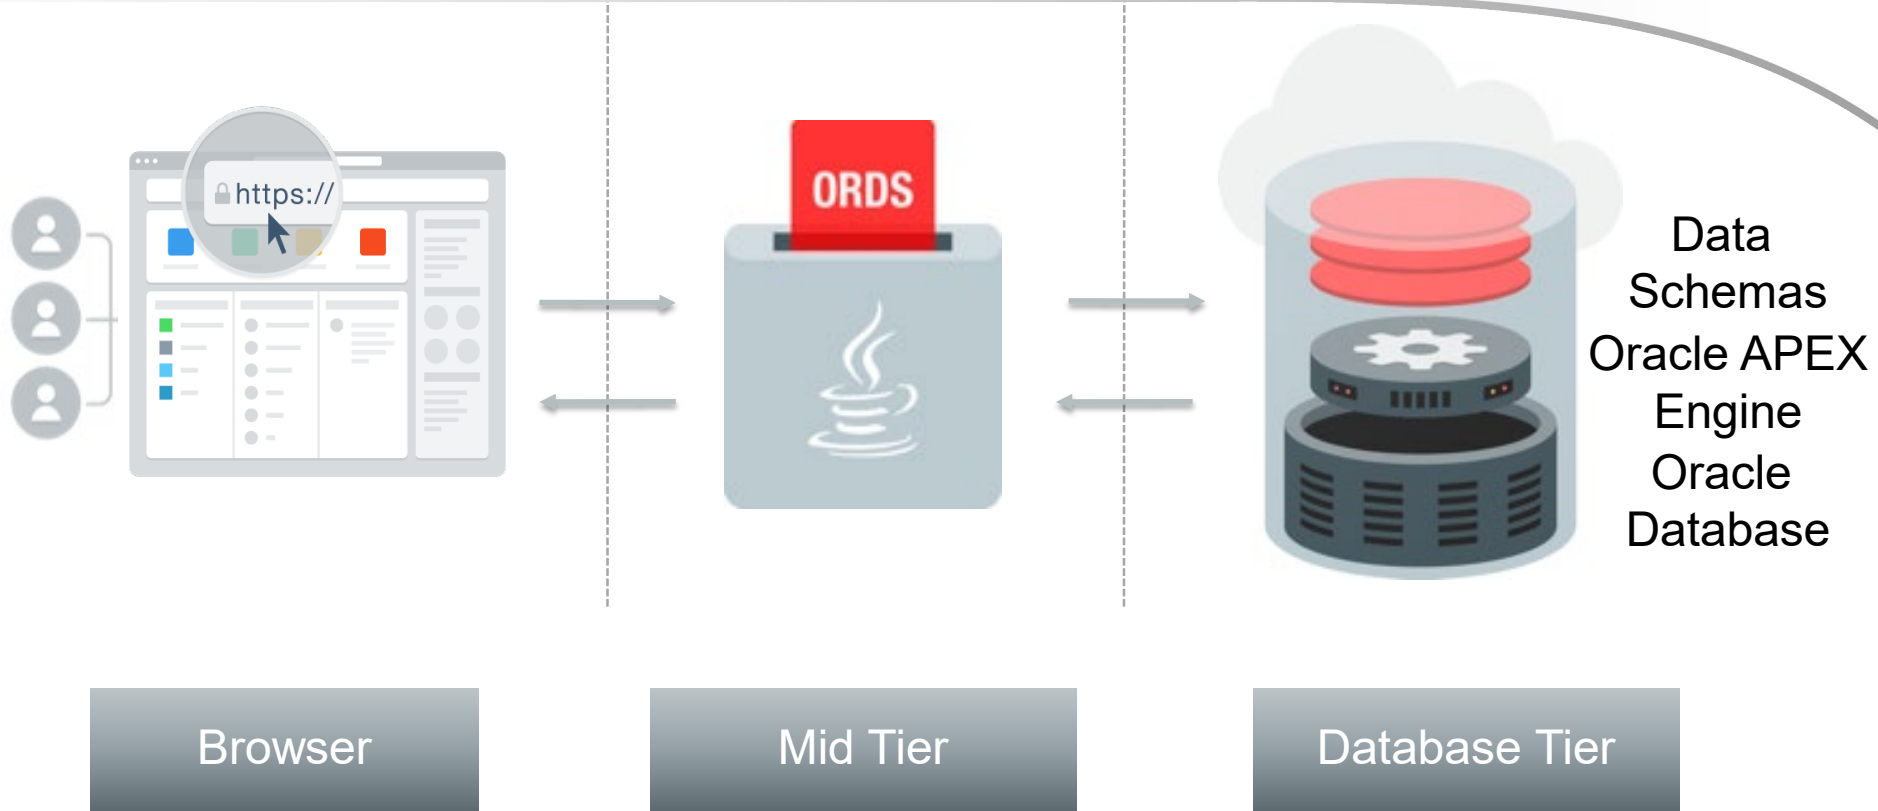 https://
ORDS
Data
Schemas
Oracle APEX
Engine
Oracle
Database
Browser
Mid Tier
Database Tier